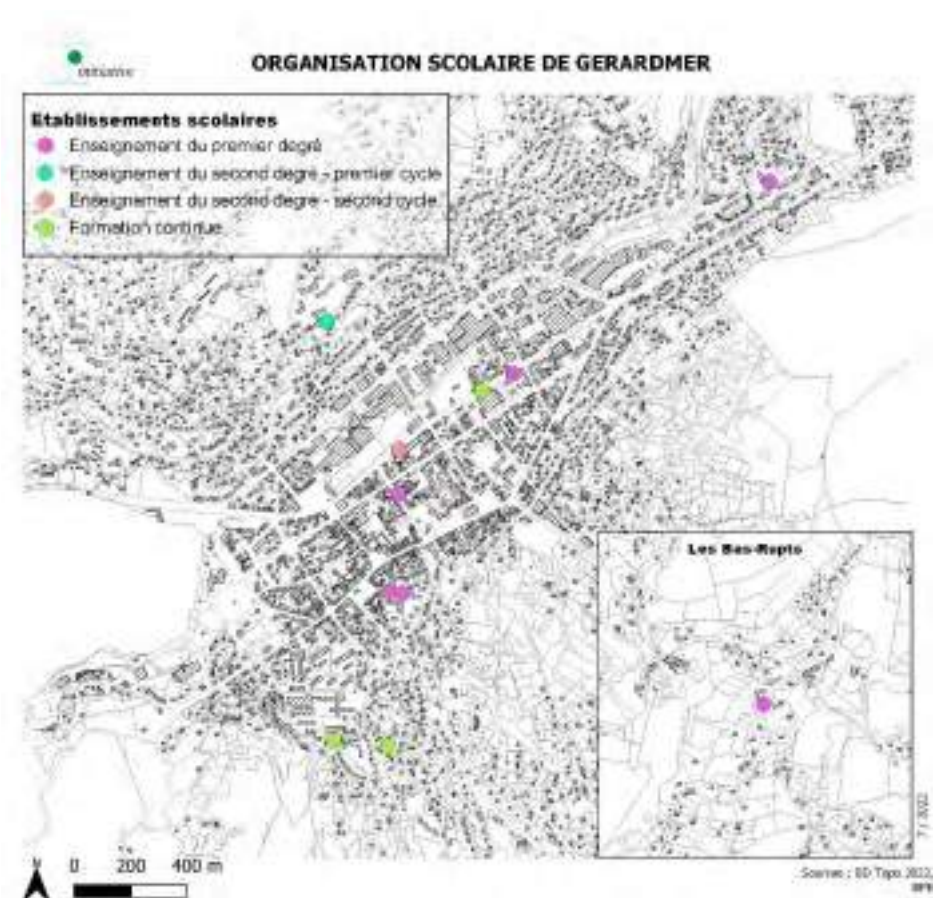 ORGANISATION SCOLAIRE DE GERARDMER
Etablissements scolaires
Enseignement du premier degré
Enseignement du second degré - premier cycle
Enseignement du second degre - second cycle
Formation continue
Les Bas-Rupts
N
0 200 400 m
Sources : BD Topo 2022,